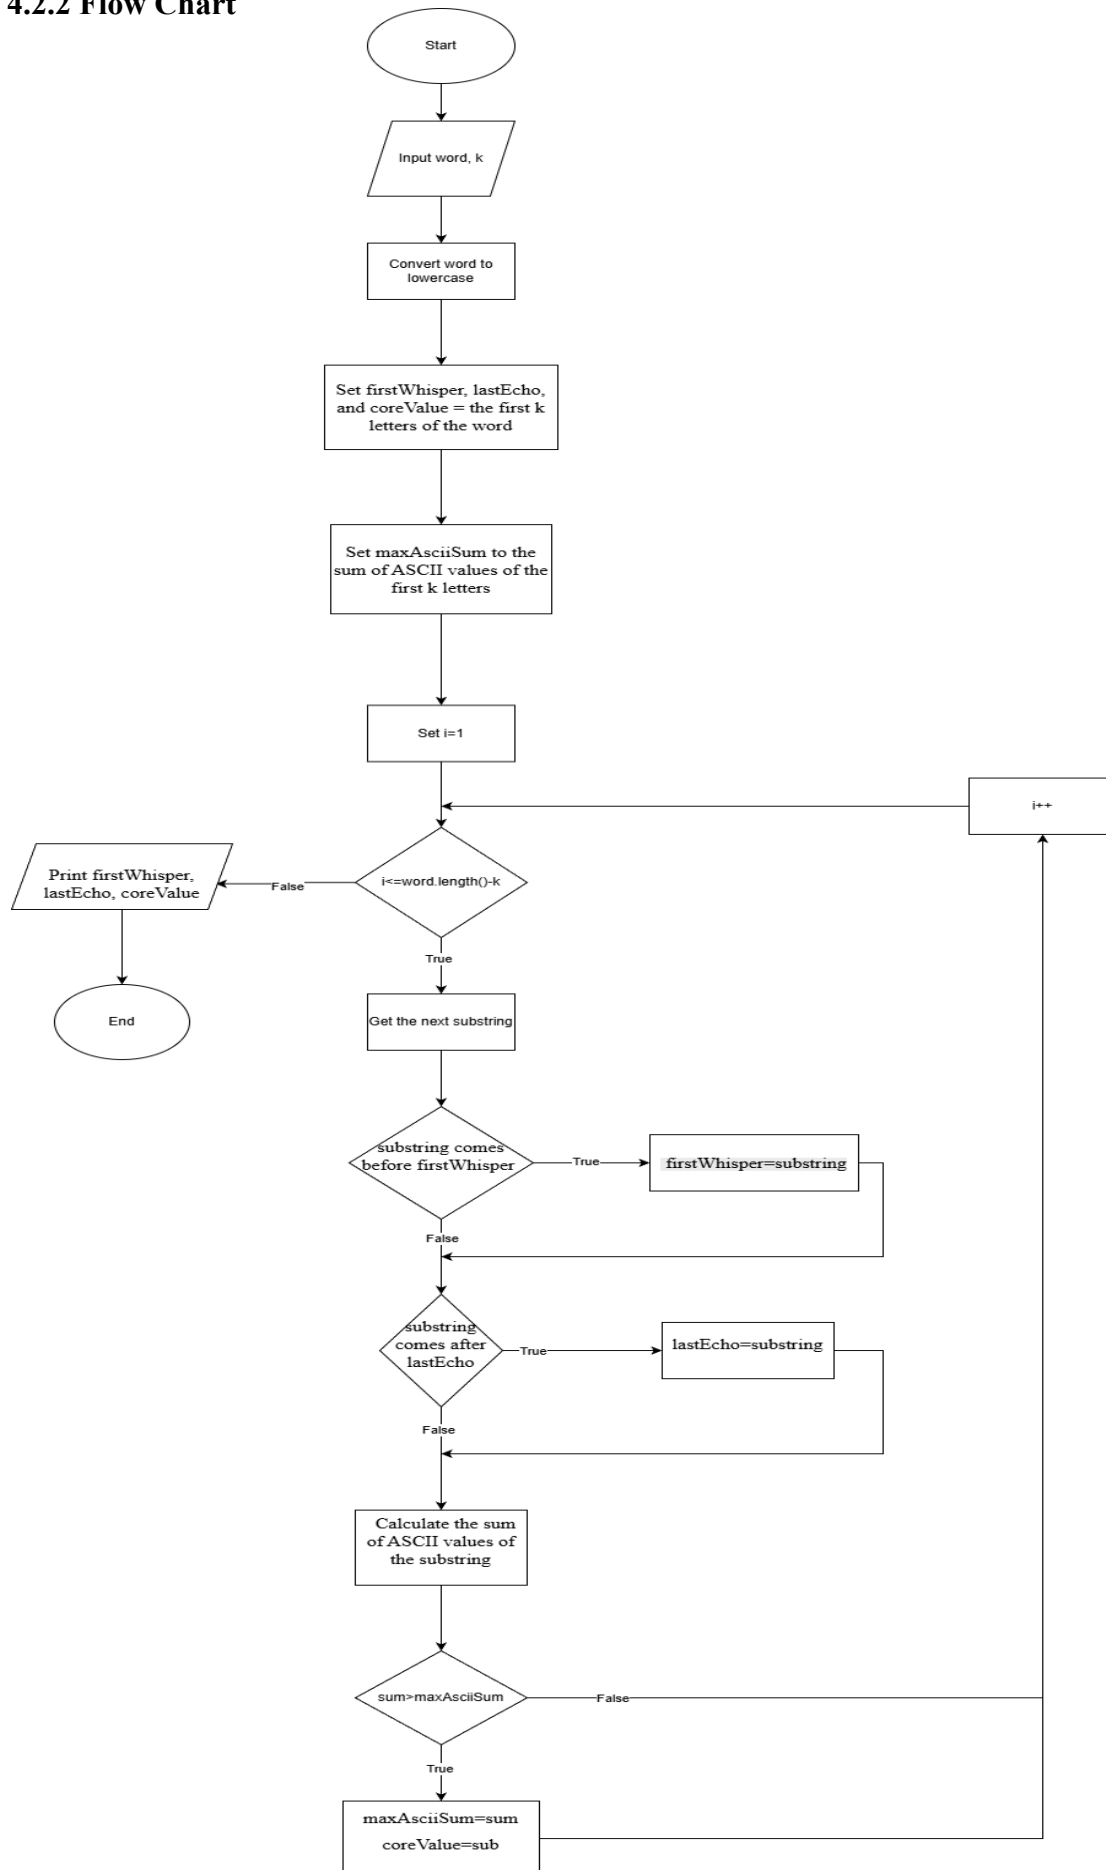 4.2.2 Flow Chart
Start
Input word, k
Convert word to
lowercase
Set firstWhisper, lastEcho,
and coreValue = the first k
letters of the word
Set maxAsciiSum to the
sum of ASCII values of the
first k letters
Set i=1
i++
i<=word.length()-k
False
Print firstWhisper,
lastEcho, coreValue
End
True
Get the next substring
substring comes
before firstWhisper
True
firstWhisper=substring
False
substring
comes after
lastEcho
True
lastEcho=substring
False
Calculate the sum
of ASCII values of
the substring
sum>maxAsciiSum
False
True
maxAsciiSum=sum
coreValue=sub